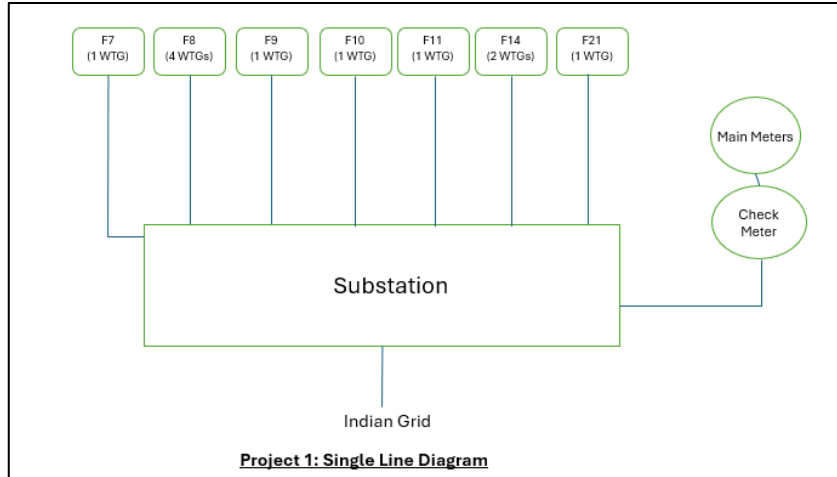 F7
(1 WTG)
F8
(4 WTGs)
F9
(1 WTG)
F10
(1 WTG)
F11
(1 WTG)
F14
(2 WTGs)
F21
(1 WTG)
Main Meters
Check
Meter
Substation
Indian Grid
Project 1: Single Line Diagram